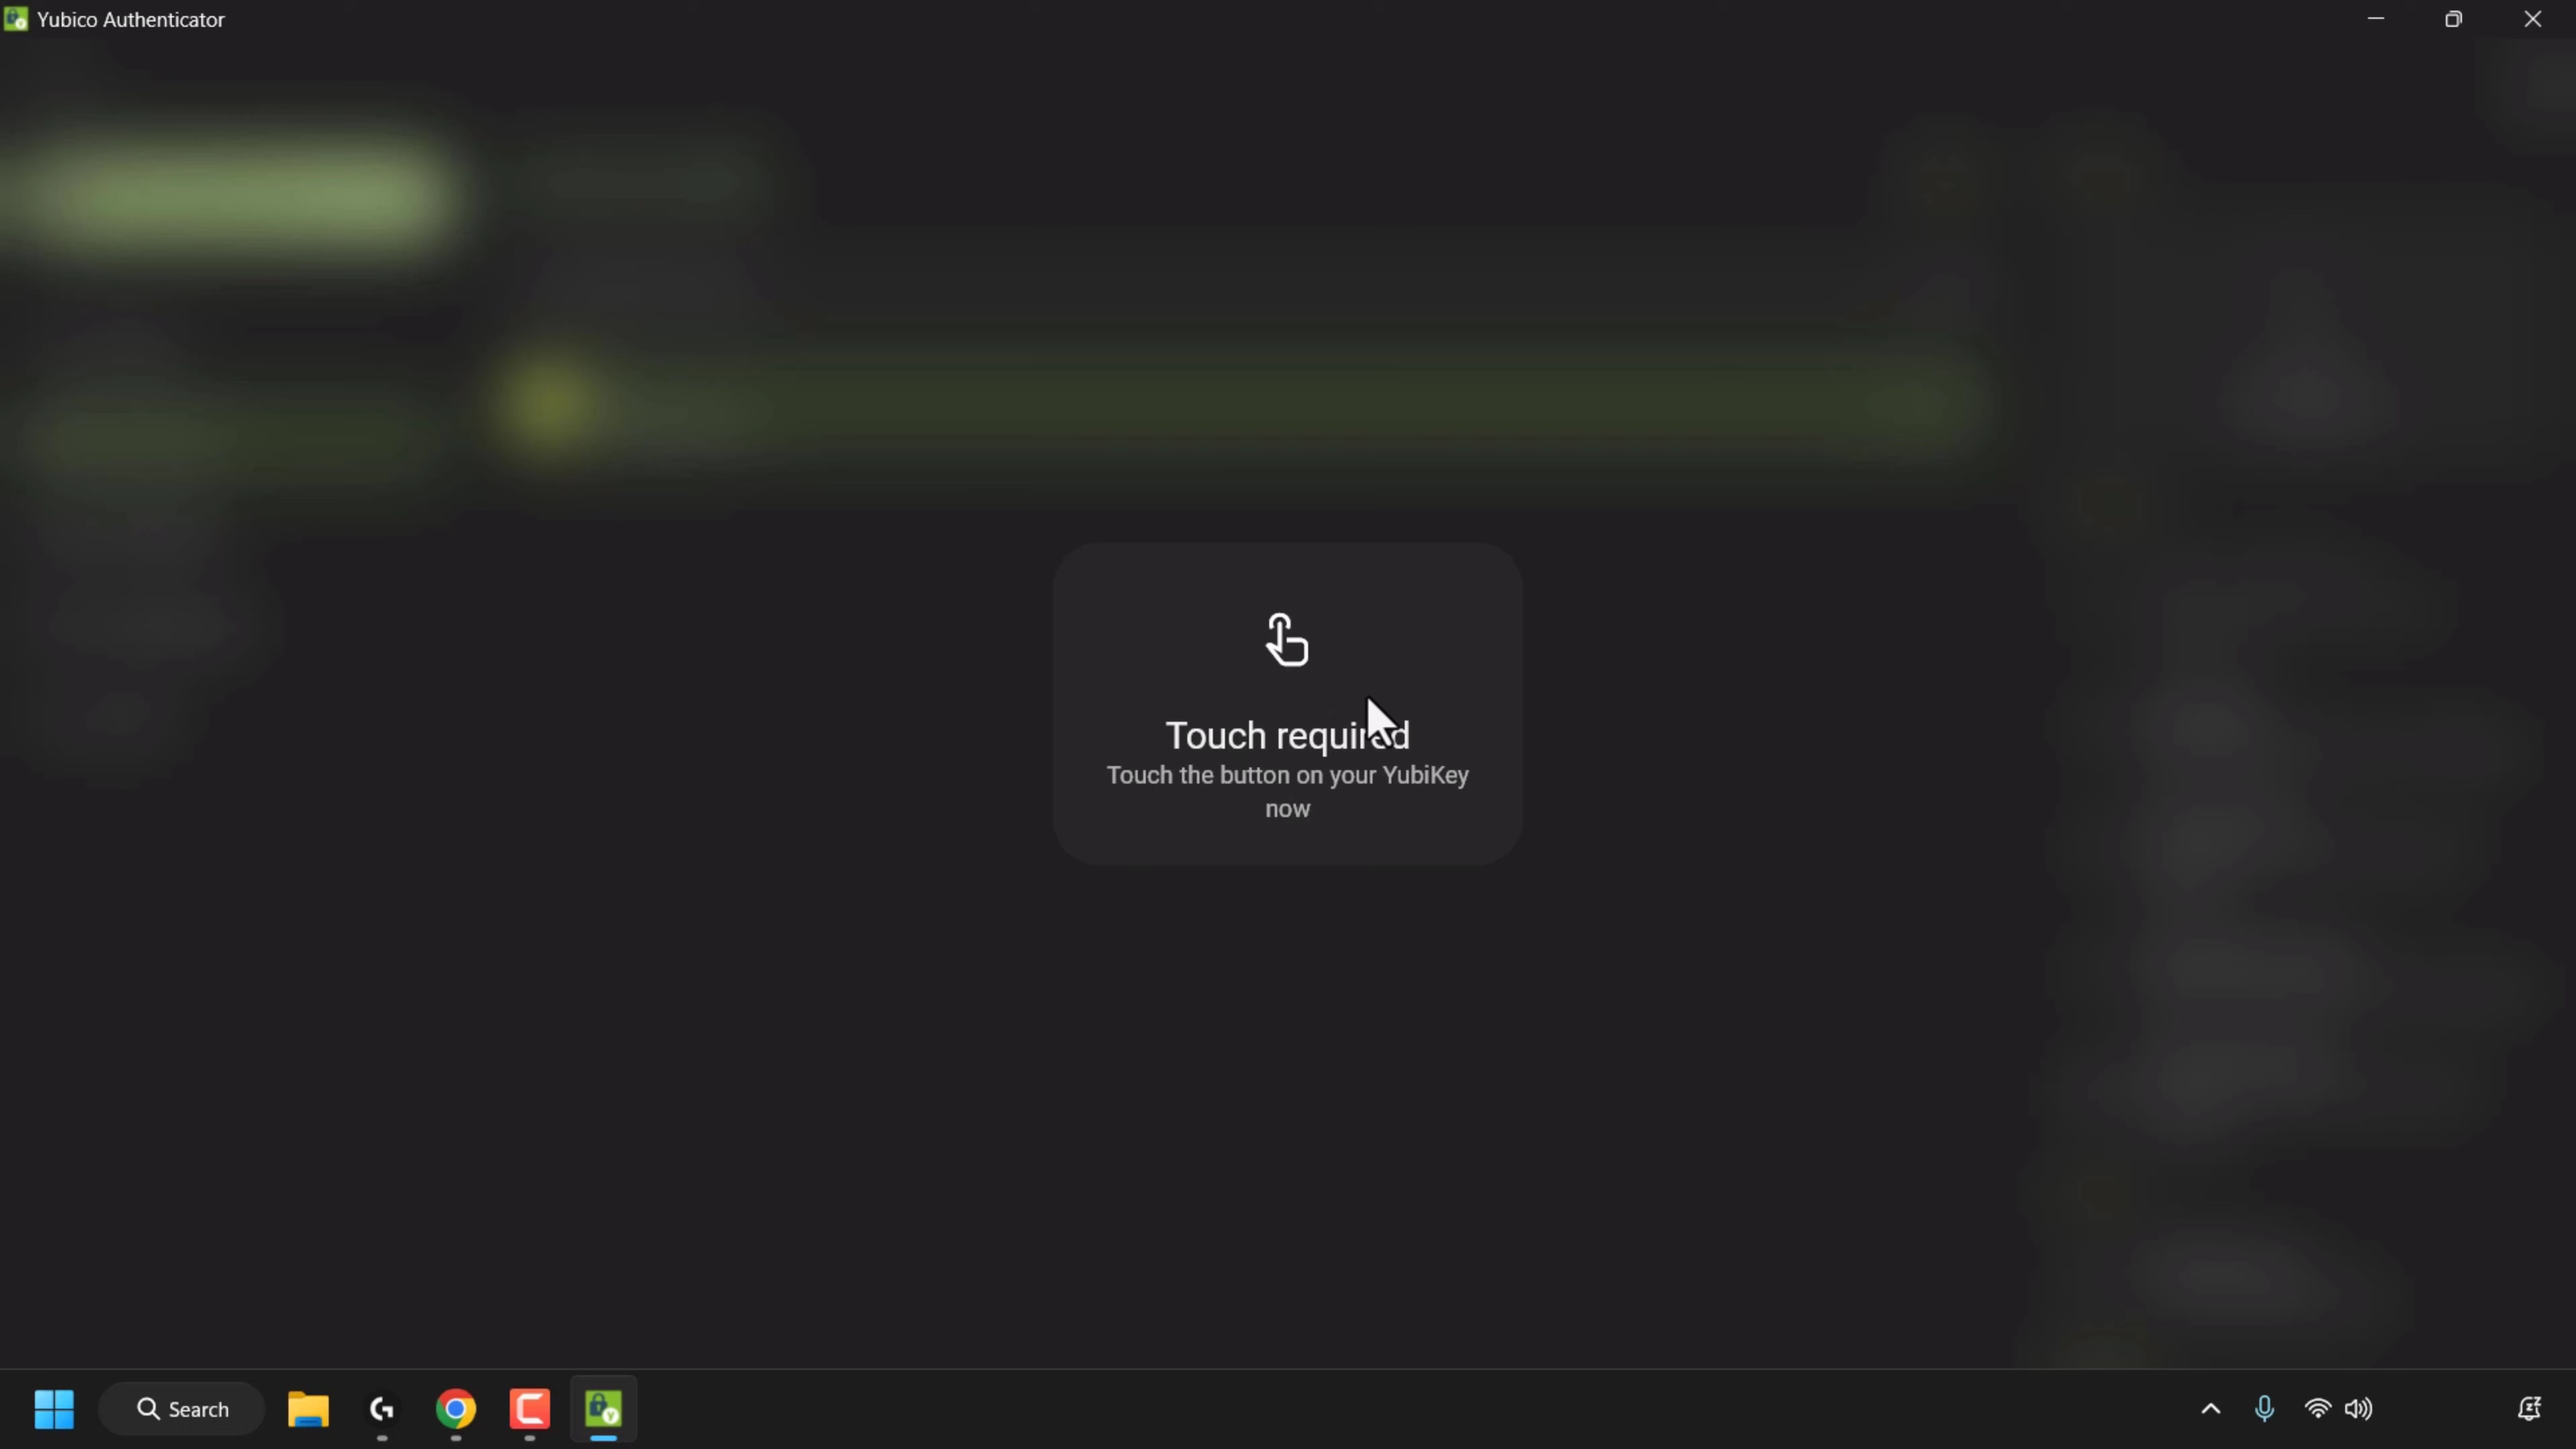 Yubico Authenticator
Touch required
Touch the button on your YubiKey
now
Search